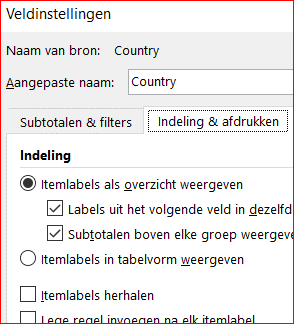 Veldinstellingen
Naam van bron: Country
Aangepaste naam: Country
Subtotalen & filters Indeling & afdrukken
Indeling
Itemlabels als overzicht weergeven
Labels uit het volgende veld in dezelfd
Subtotalen boven elke groep weergeve
Itemlabels in tabelvorm weergeven
Itemlabels herhalen
Lege regel invoegen na elk itemlabel